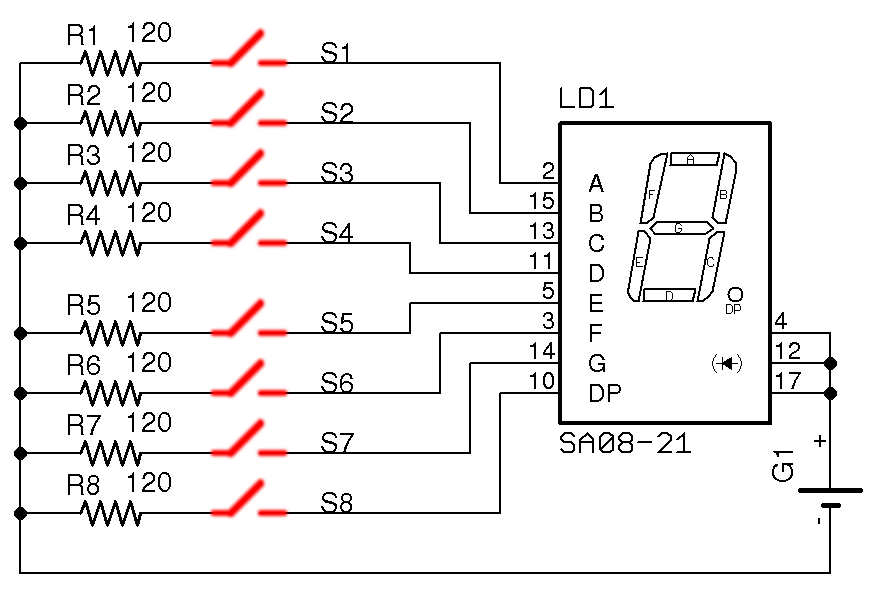 R1 120 S1
R2 120 S2
R3 120 S3
R4 120 S4
R5 120 S5
R6 120 S6
R7 120 S7
R8 120 S8
LD1
2 A
15 B
13 C
11 D
5 E
3 F
14 G
10 DP
A
F B
G
E C
D
DP
4
12
17
SA08-21
G1
+
-